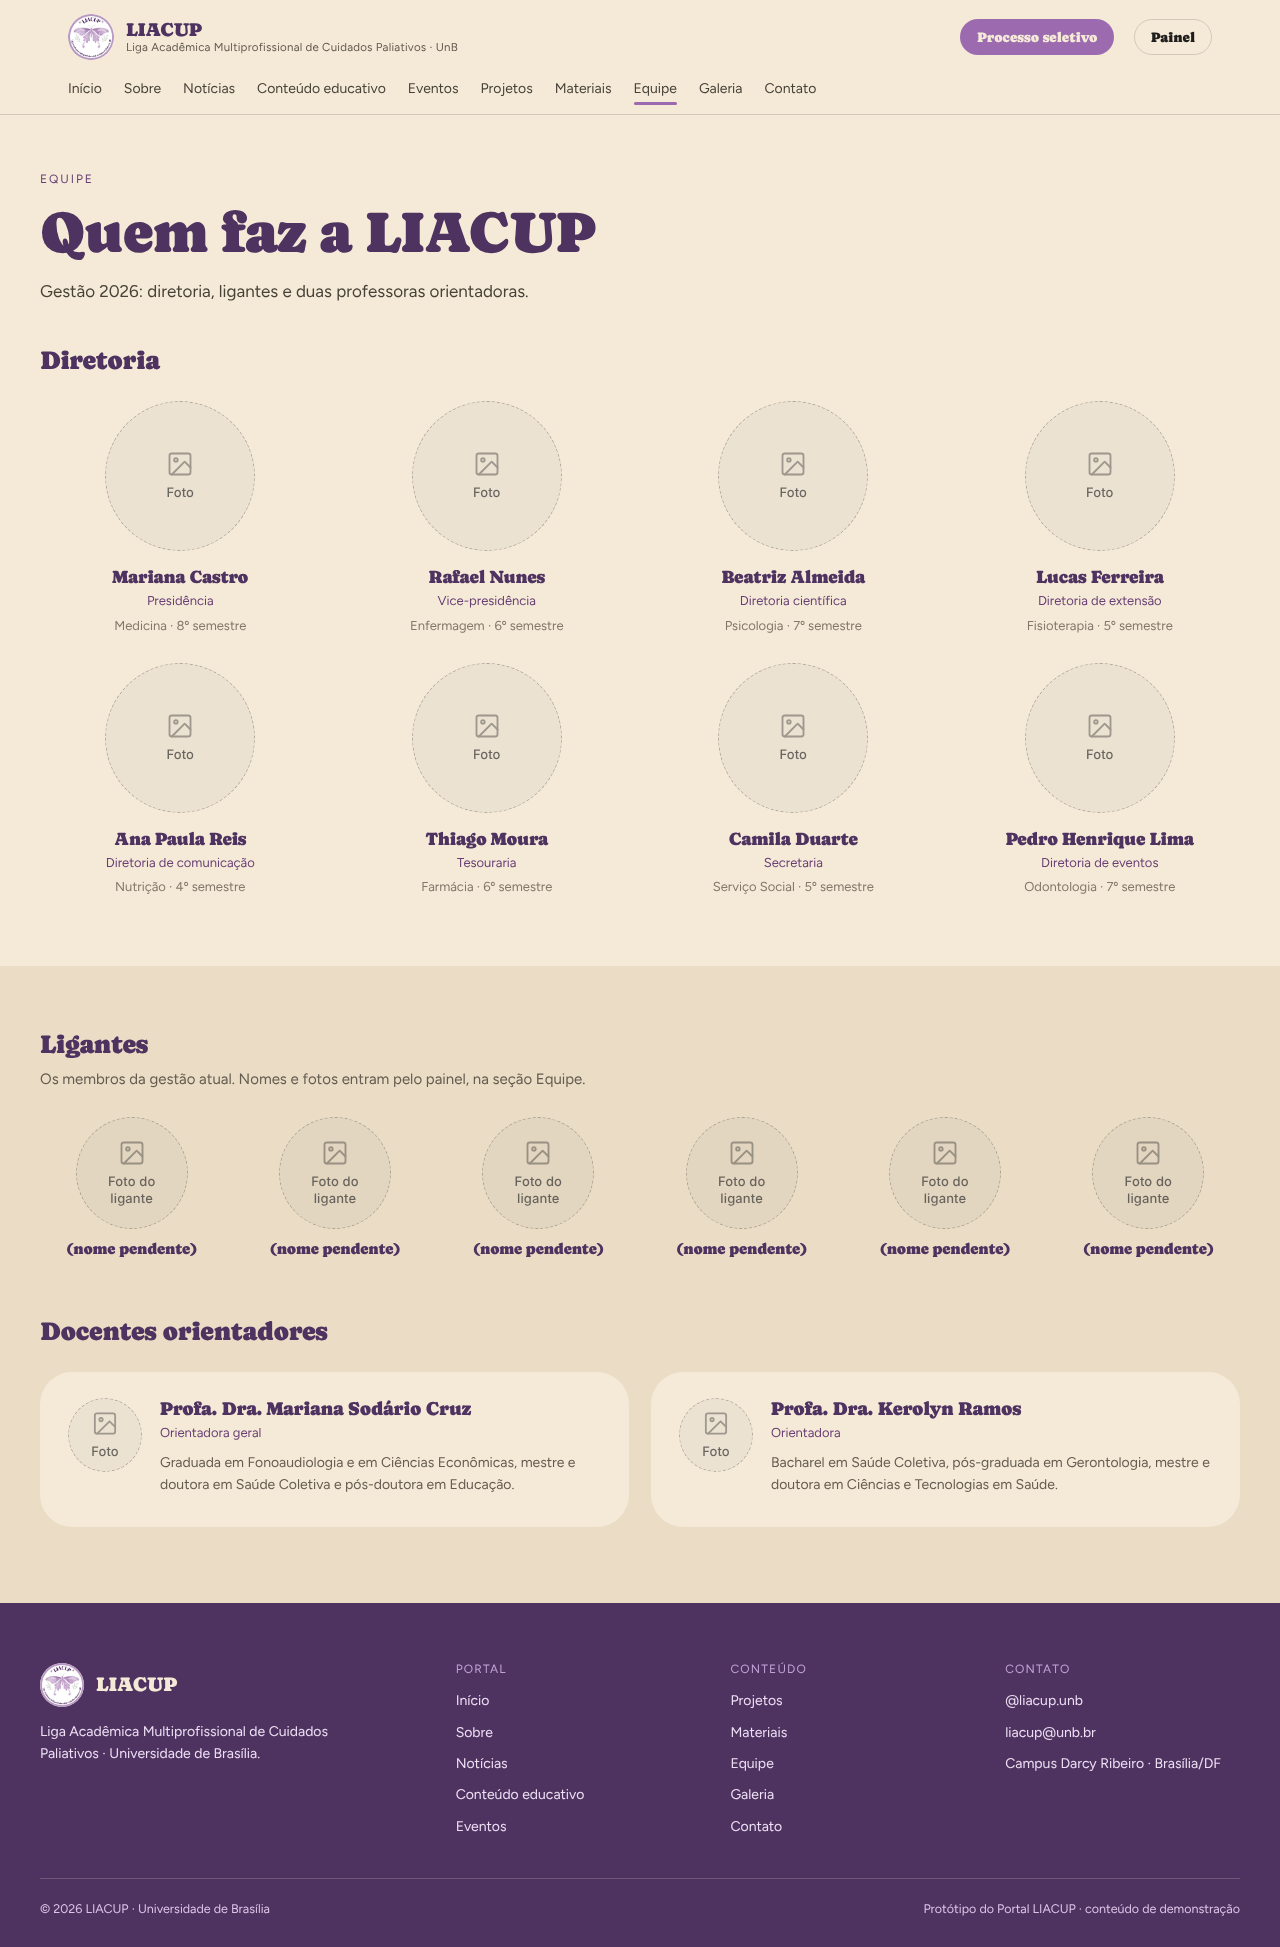 LIACUP
Liga Acadêmica Multiprofissional de Cuidados Paliativos · UnB
Processo seletivo
Painel
Início
Sobre
Notícias
Conteúdo educativo
Eventos
Projetos
Materiais
Equipe
Galeria
Contato
EQUIPE
Quem faz a LIACUP
Gestão 2026: diretoria, ligantes e duas professoras orientadoras.
Diretoria
Foto
Foto
Foto
Foto
Mariana Castro
Presidência
Medicina · 8º semestre
Rafael Nunes
Vice-presidência
Enfermagem · 6º semestre
Beatriz Almeida
Diretoria científica
Psicologia · 7º semestre
Lucas Ferreira
Diretoria de extensão
Fisioterapia · 5º semestre
Foto
Foto
Foto
Foto
Ana Paula Reis
Diretoria de comunicação
Nutrição · 4º semestre
Thiago Moura
Tesouraria
Farmácia · 6º semestre
Camila Duarte
Secretaria
Serviço Social · 5º semestre
Pedro Henrique Lima
Diretoria de eventos
Odontologia · 7º semestre
Ligantes
Os membros da gestão atual. Nomes e fotos entram pelo painel, na seção Equipe.
Foto do
ligante
(nome pendente)
Foto do
ligante
(nome pendente)
Foto do
ligante
(nome pendente)
Foto do
ligante
(nome pendente)
Foto do
ligante
(nome pendente)
Foto do
ligante
(nome pendente)
Docentes orientadores
Foto
Profa. Dra. Mariana Sodário Cruz
Orientadora geral
Graduada em Fonoaudiologia e em Ciências Econômicas, mestre e
doutora em Saúde Coletiva e pós-doutora em Educação.
Foto
Profa. Dra. Kerolyn Ramos
Orientadora
Bacharel em Saúde Coletiva, pós-graduada em Gerontologia, mestre e
doutora em Ciências e Tecnologias em Saúde.
LIACUP
Liga Acadêmica Multiprofissional de Cuidados
Paliativos · Universidade de Brasília.
PORTAL
Início
Sobre
Notícias
Conteúdo educativo
Eventos
CONTEÚDO
Projetos
Materiais
Equipe
Galeria
Contato
CONTATO
@liacup.unb
liacup@unb.br
Campus Darcy Ribeiro · Brasília/DF
© 2026 LIACUP · Universidade de Brasília
Protótipo do Portal LIACUP · conteúdo de demonstração